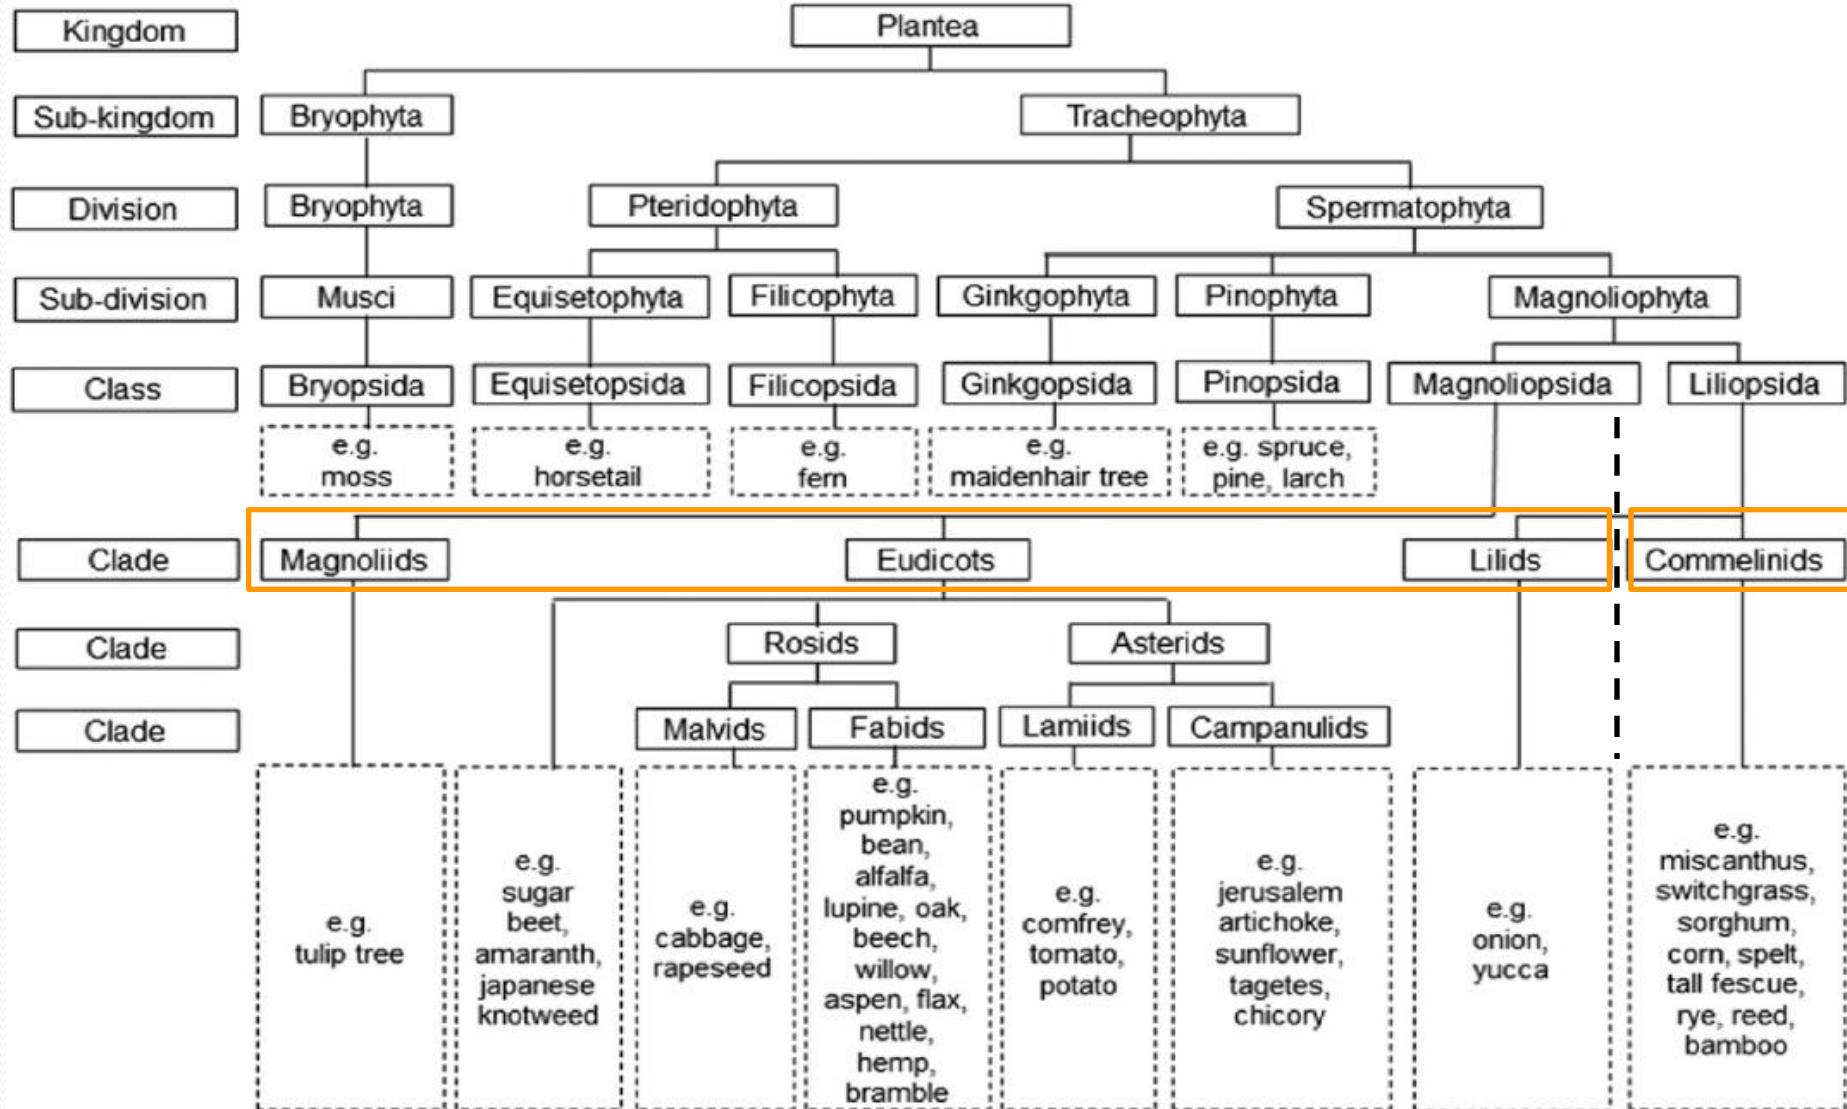 Kingdom
Plantea
Sub-kingdom
Bryophyta
Tracheophyta
Division
Bryophyta
Pteridophyta
Spermatophyta
Sub-division
Musci
Equisetophyta
Filicophyta
Ginkgophyta
Pinophyta
Magnoliophyta
Class
Bryopsida
Equisetopsida
Filicopsida
Ginkgopsida
Pinopsida
Magnoliopsida
Liliopsida
e.g.
moss
e.g.
horsetail
e.g.
fern
e.g.
maidenhair tree
e.g. spruce,
pine, larch
Clade
Magnoliids
Eudicots
Lilids
Commelinids
Clade
Rosids
Asterids
Clade
Malvids
Fabids
Lamiids
Campanulids
e.g.
tulip tree
e.g.
sugar
beet,
amaranth,
japanese
knotweed
e.g.
cabbage,
rapeseed
e.g.
pumpkin,
bean,
alfalfa,
lupine, oak,
beech,
willow,
aspen, flax,
nettle,
hemp,
bramble
e.g.
comfrey,
tomato,
potato
e.g.
jerusalem
artichoke,
sunflower,
tagetes,
chicory
e.g.
onion,
yucca
e.g.
miscanthus,
switchgrass,
sorghum,
corn, spelt,
tall fescue,
rye, reed,
bamboo